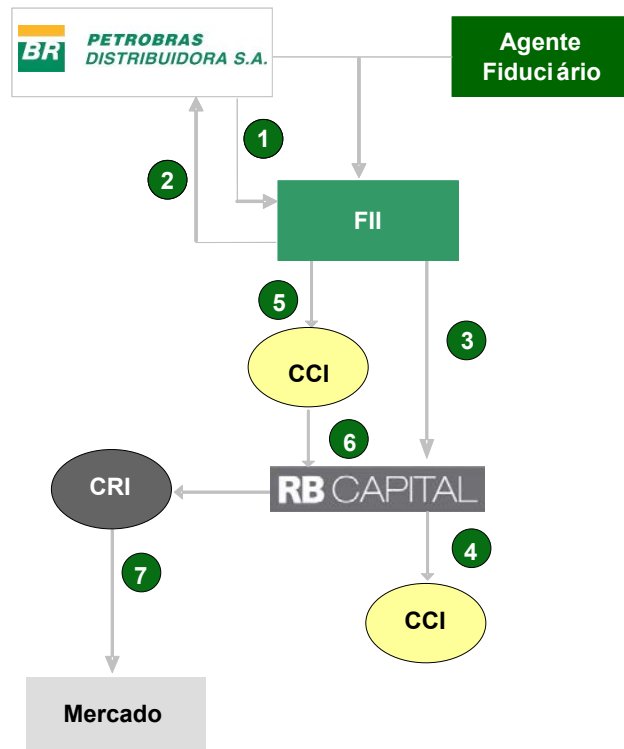 BR
PETROBRAS
DISTRIBUIDORA S.A.
Agente
Fiduciário
1
2
FII
5
3
CCI
6
CRI
RB CAPITAL
4
7
CCI
Mercado